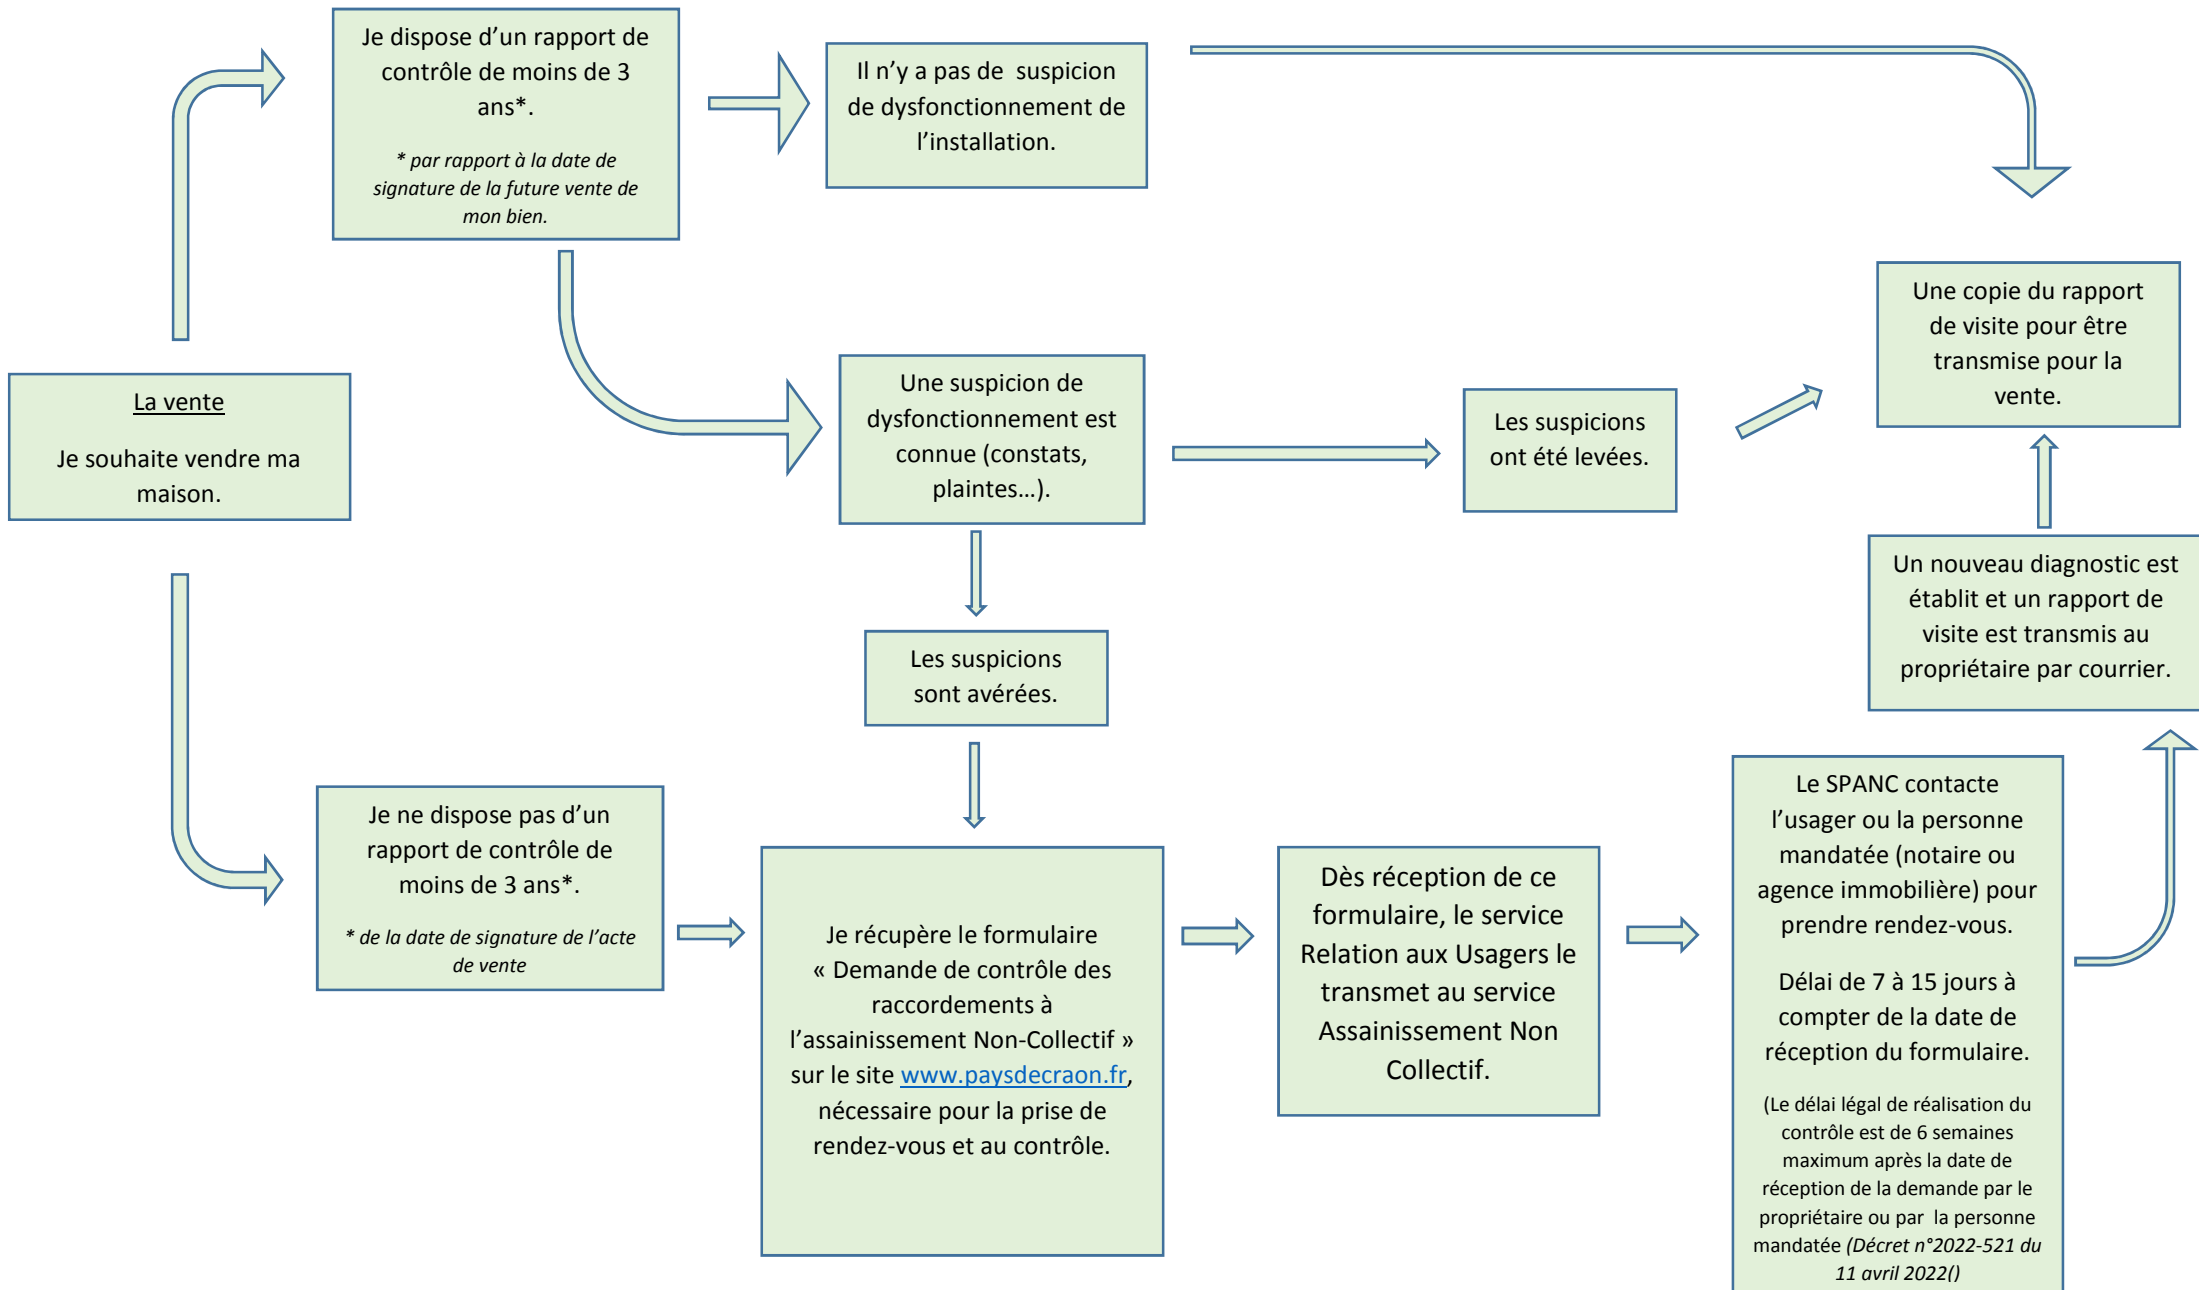 La vente
Je souhaite vendre ma
maison.
Je dispose d’un rapport de
contrôle de moins de 3
ans*.
* par rapport à la date de
signature de la future vente de
mon bien.
Il n’y a pas de suspicion
de dysfonctionnement de
l’installation.
Une suspicion de
dysfonctionnement est
connue (constats,
plaintes…).
Les suspicions
ont été levées.
Une copie du rapport
de visite pour être
transmise pour la
vente.
Les suspicions
sont avérées.
Un nouveau diagnostic est
établit et un rapport de
visite est transmis au
propriétaire par courrier.
Je ne dispose pas d’un
rapport de contrôle de
moins de 3 ans*.
* de la date de signature de l’acte
de vente
Je récupère le formulaire
« Demande de contrôle des
raccordements à
l’assainissement Non-Collectif »
sur le site www.paysdecraon.fr,
nécessaire pour la prise de
rendez-vous et au contrôle.
Dès réception de ce
formulaire, le service
Relation aux Usagers le
transmet au service
Assainissement Non
Collectif.
Le SPANC contacte
l’usager ou la personne
mandatée (notaire ou
agence immobilière) pour
prendre rendez-vous.
Délai de 7 à 15 jours à
compter de la date de
réception du formulaire.
(Le délai légal de réalisation du
contrôle est de 6 semaines
maximum après la date de
réception de la demande par le
propriétaire ou par la personne
mandatée (Décret n°2022-521 du
11 avril 2022()